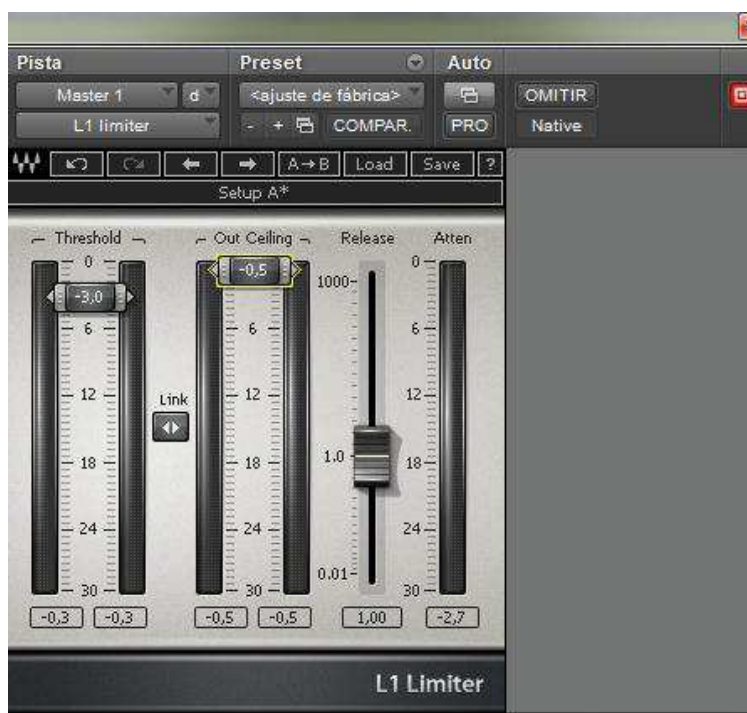 Pista Preset Auto
Master 1 d <ajuste de fábrica> OMITIR
L1 limiter - + COMPAR. PRO Native
A→B Load Save ?
Setup A*
Threshold Out Ceiling Release Atten
0 -0,5 0
-3,0 1000
6 6 6
12 Link 12 12
18 18 1.0 18
24 24 24
0.01
30 30 30
-0,3 -0,3 -0,5 -0,5 1,00 -2,7
L1 Limiter